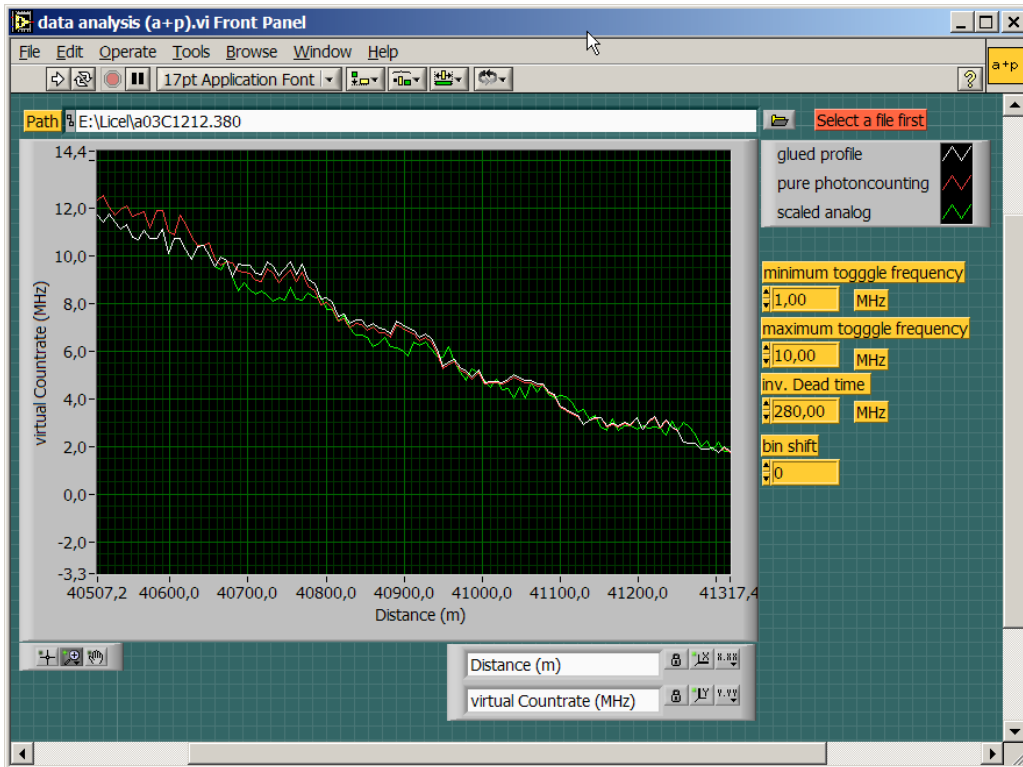 data analysis (a+p).vi Front Panel
File Edit Operate Tools Browse Window Help
17pt Application Font
a+p
Path E:\Licel\a03C1212.380
Select a file first
glued profile
pure photoncounting
scaled analog
14,4
12,0
10,0
8,0
6,0
4,0
2,0
0,0
-2,0
-3,3
virtual Countrate (MHz)
40507,2 40600,0 40700,0 40800,0 40900,0 41000,0 41100,0 41200,0 41317,4
Distance (m)
minimum togggle frequency
1,00 MHz
maximum togggle frequency
10,00 MHz
inv. Dead time
280,00 MHz
bin shift
0
Distance (m) X X.XX
virtual Countrate (MHz) Y Y.YY